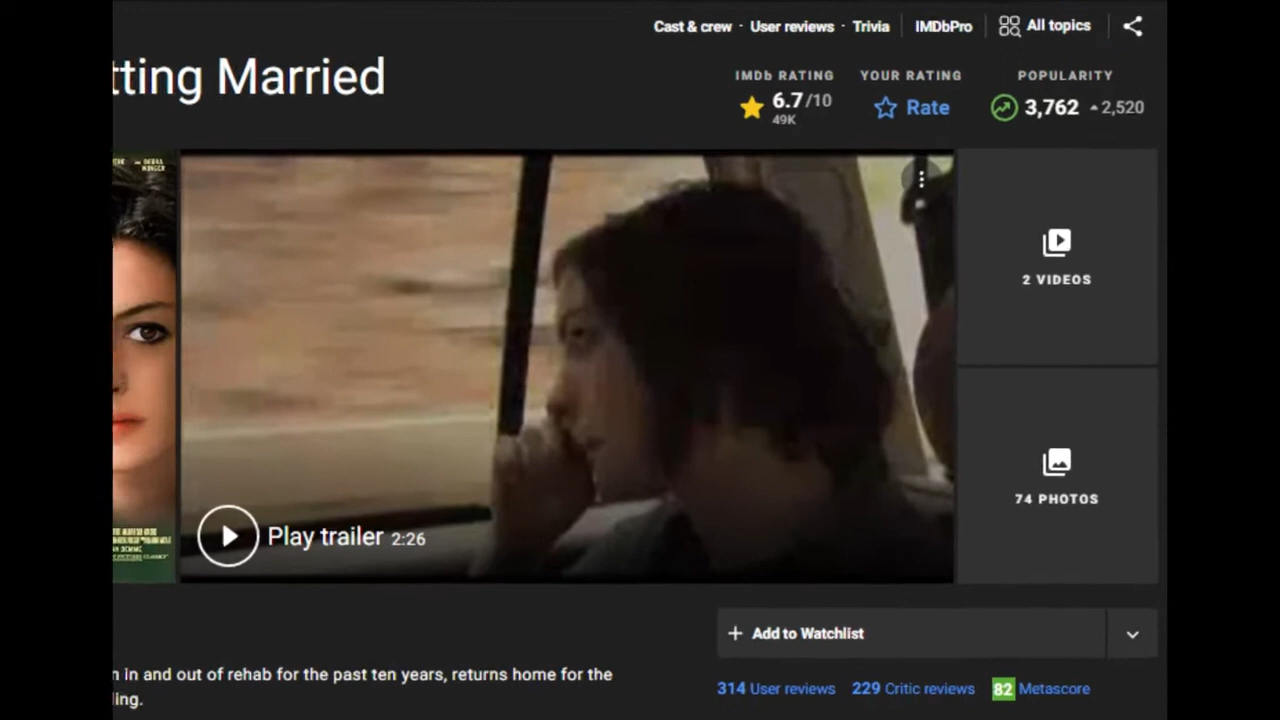 Cast & crew · User reviews · Trivia IMDbPro All topics
tting Married
IMDb RATING YOUR RATING POPULARITY
6.7/10 Rate 3,762 2,520
49K
DEBRA
WINGER
2 VIDEOS
74 PHOTOS
Play trailer 2:26
+ Add to Watchlist
n in and out of rehab for the past ten years, returns home for the
ling.
314 User reviews 229 Critic reviews 82 Metascore